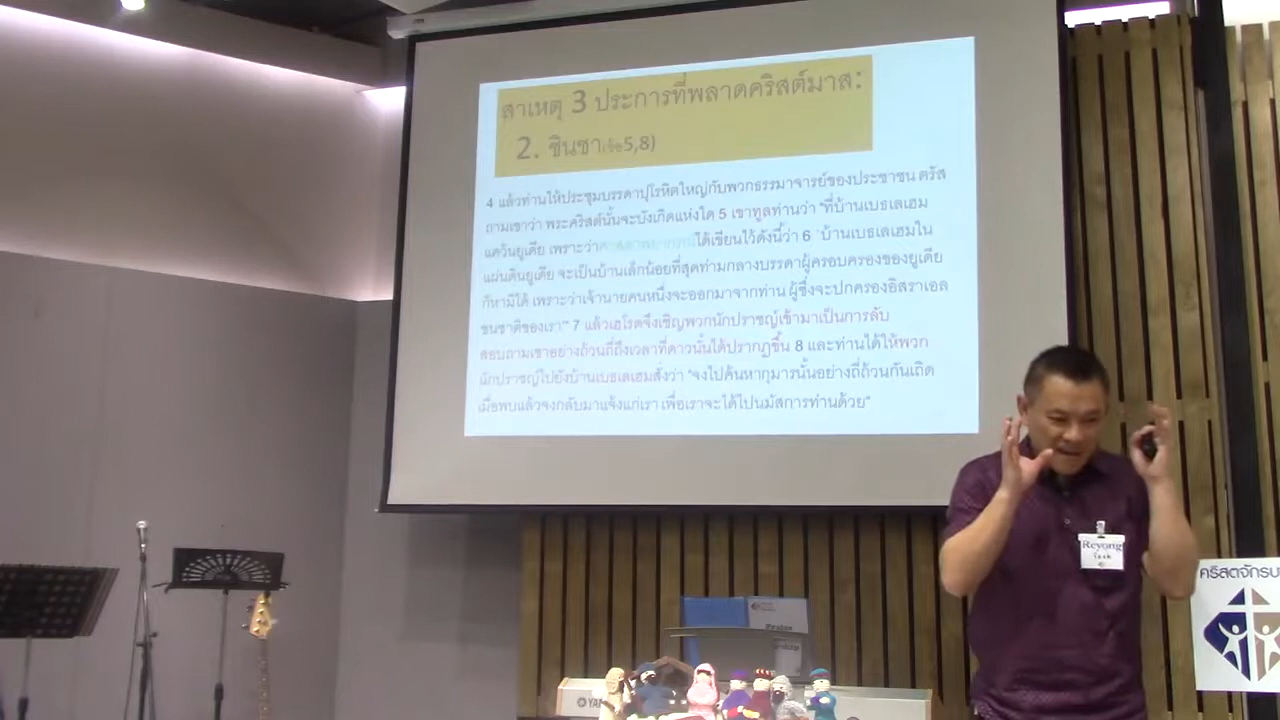 สาเหตุ 3 ประการที่พลาดคริสต์มาส:
2. ชินชา(ข้อ5,8)
4 แล้วท่านให้ประชุมบรรดาปุโรหิตใหญ่กับพวกธรรมาจารย์ของประชาชน ตรัส
ถามเขาว่า พระคริสต์นั้นจะบังเกิดแห่งใด 5 เขาทูลท่านว่า "ที่บ้านเบธเลเฮม
แคว้นยูเดีย เพราะว่า ได้เขียนไว้ดังนี้ว่า 6 `บ้านเบธเลเฮมใน
แผ่นดินยูเดีย จะเป็นบ้านเล็กน้อยที่สุดท่ามกลางบรรดาผู้ครอบครองของยูเดีย
ก็หามิได้ เพราะว่าเจ้านายคนหนึ่งจะออกมาจากท่าน ผู้ซึ่งจะปกครองอิสราเอล
ชนชาติของเรา'" 7 แล้วเฮโรดจึงเชิญพวกนักปราชญ์เข้ามาเป็นการลับ
สอบถามเขาอย่างถ้วนถี่ถึงเวลาที่ดาวนั้นได้ปรากฏขึ้น 8 และท่านได้ให้พวก
นักปราชญ์ไปยังบ้านเบธเลเฮมสั่งว่า "จงไปค้นหากุมารนั้นอย่างถี่ถ้วนกันเถิด
เมื่อพบแล้วจงกลับมาแจ้งแก่เรา เพื่อเราจะได้ไปนมัสการท่านด้วย"
Reyong
คริสตจักรบ
YA